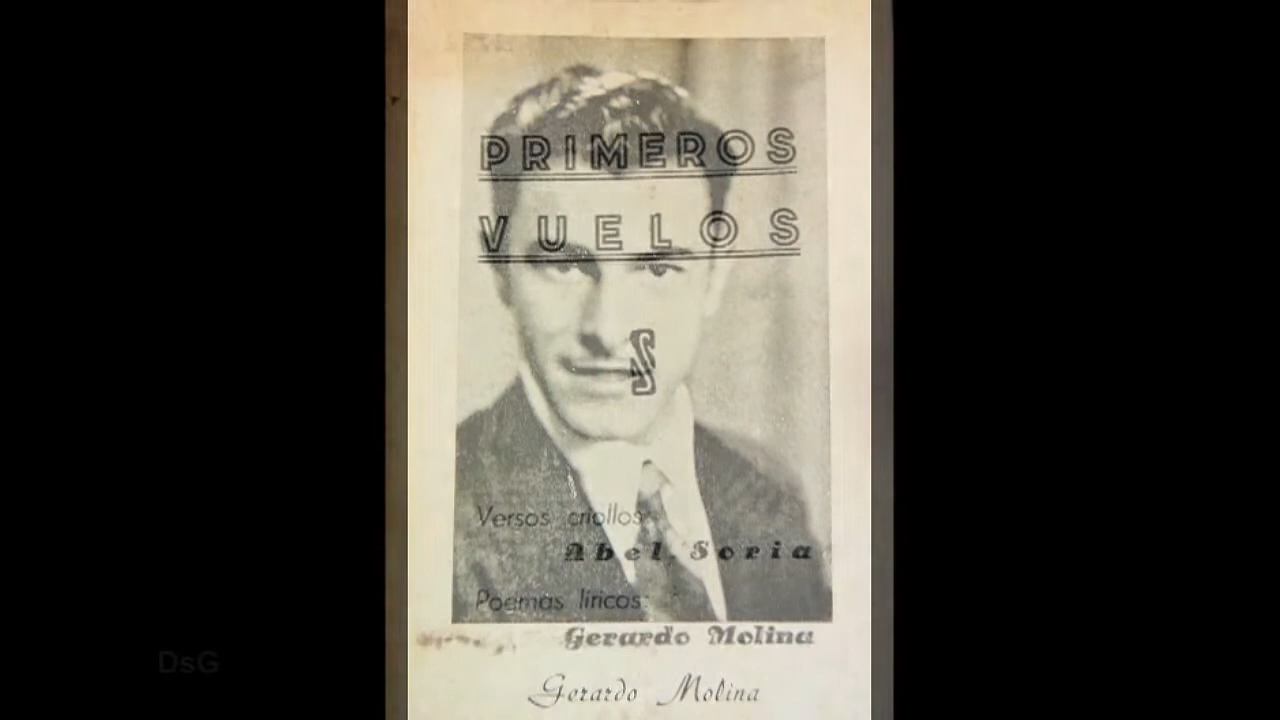 PRIMEROS
VUELOS
S
Versos criollos:
Abel Soria
Poemas líricos:
Gerardo Molina
Gerardo Molina
DsG